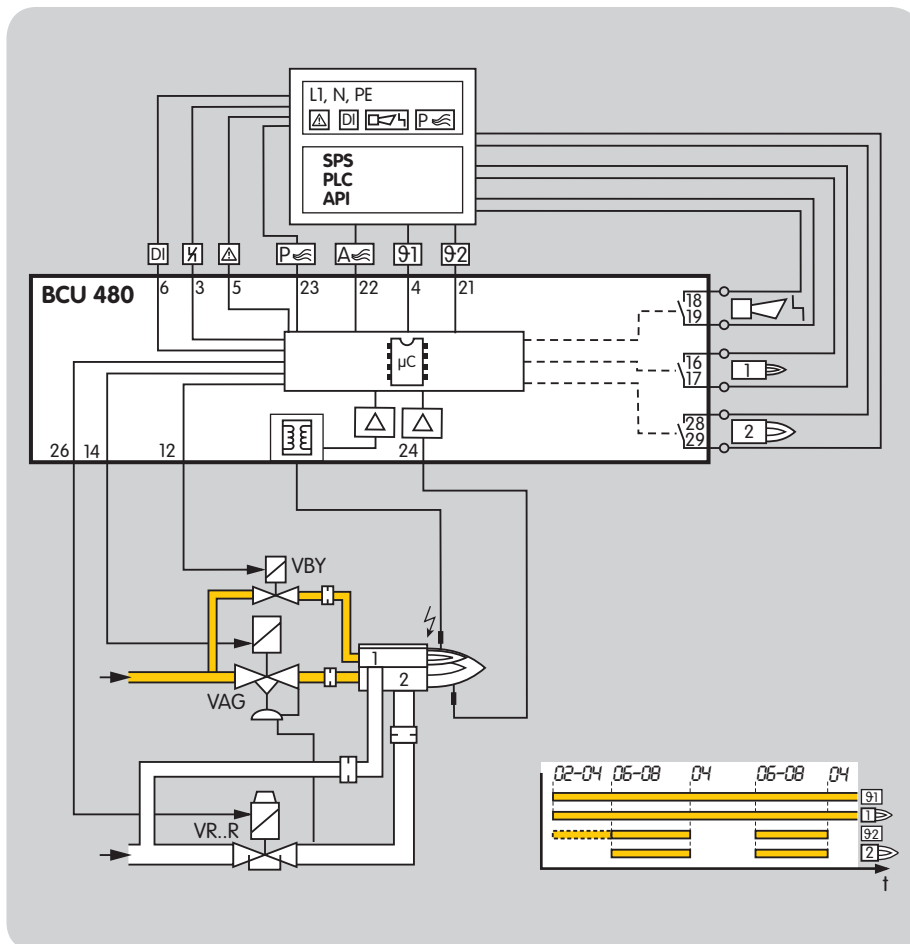 L1, N, PE
DI
P
SPS
PLC
API
DI
P
A
ϑ1
ϑ2
BCU 480
6
3
5
23
22
4
21
18
19
µC
16
17
1
28
29
2
26
14
12
24
VBY
1
2
VAG
VR..R
02-04
06-08
04
06-08
04
ϑ1
1
ϑ2
2
t